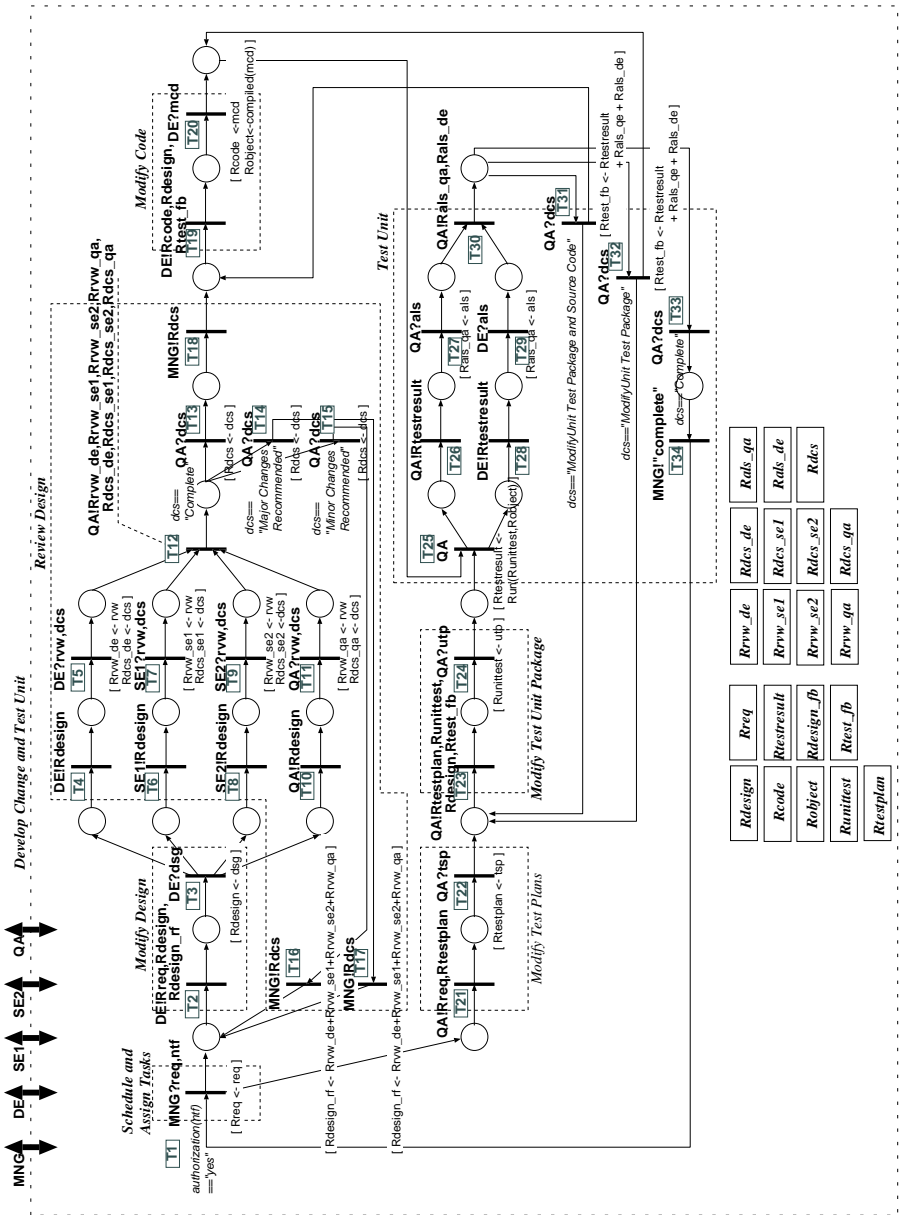 MNG
DE
SE1
SE2
QA
Develop Change and Test Unit
Schedule and
Assign Tasks
MNG?req,ntf
T1
authorization(ntf)
=="yes"
[ Rreq <- req ]
Modify Design
DE!Rreq,Rdesign,
Rdesign_rf
T2
DE?dsg
T3
[ Rdesign <- dsg ]
Review Design
DE!Rdesign
T4
DE?rvw,dcs
T5
[ Rrvw_de <- rvw
Rdcs_de <- dcs ]
SE1!Rdesign
T6
SE1?rvw,dcs
T7
[ Rrvw_se1 <- rvw
Rdcs_se1 <- dcs ]
SE2!Rdesign
T8
SE2?rvw,dcs
T9
[ Rrvw_se2 <- rvw
Rdcs_se2 <-dcs ]
QA!Rdesign
T10
QA?rvw,dcs
T11
[ Rrvw_qa <- rvw
Rdcs_qa <- dcs ]
T12
QA!Rrvw_de,Rrvw_se1,Rrvw_se2,Rrvw_qa,
Rdcs_de,Rdcs_se1,Rdcs_se2,Rdcs_qa
dcs==
"Complete"
QA?dcs
T13
[ Rdcs <- dcs ]
dcs==
"Major Changes
Recommended"
QA?dcs
T14
[ Rdcs <- dcs ]
dcs==
"Minor Changes
Recommended"
QA?dcs
T15
[ Rdcs <- dcs ]
MNG!Rdcs
T16
[ Rdesign_rf <- Rrvw_de+Rrvw_se1+Rrvw_se2+Rrvw_qa ]
MNG!Rdcs
T17
[ Rdesign_rf <- Rrvw_de+Rrvw_se1+Rrvw_se2+Rrvw_qa ]
MNG!Rdcs
T18
Modify Code
DE!Rcode,Rdesign,
Rtest_fb
T19
DE?mcd
T20
[ Rcode <-mcd
Robject<-compiled(mcd) ]
QA!Rreq,Rtestplan
T21
QA?tsp
T22
[ Rtestplan <- tsp ]
Modify Test Plans
QA!Rtestplan,Runittest,
Rdesign,Rtest_fb
T23
QA?utp
T24
[ Runittest <- utp ]
Modify Test Unit Package
Test Unit
T25
QA
[ Rtestresult <-
Run(Runittest,Robject)]
QA!Rtestresult
T26
QA?als
T27
[ Rals_qa <- als ]
DE!Rtestresult
T28
DE?als
T29
[ Rals_qa <- als ]
QA!Rals_qa,Rals_de
T30
QA?dcs
T31
dcs=="ModifyUnit Test Package and Source Code"
[ Rtest_fb <- Rtestresult
+ Rals_qe + Rals_de ]
QA?dcs
T32
dcs=="ModifyUnit Test Package"
[ Rtest_fb <- Rtestresult
+ Rals_qe + Rals_de ]
QA?dcs
T33
dcs=="Complete"
MNG!"complete"
T34
Rdesign
Rreq
Rrvw_de
Rdcs_de
Rals_qa
Rcode
Rtestresult
Rrvw_se1
Rdcs_se1
Rals_de
Robject
Rdesign_fb
Rrvw_se2
Rdcs_se2
Rdcs
Runittest
Rtest_fb
Rrvw_qa
Rdcs_qa
Rtestplan